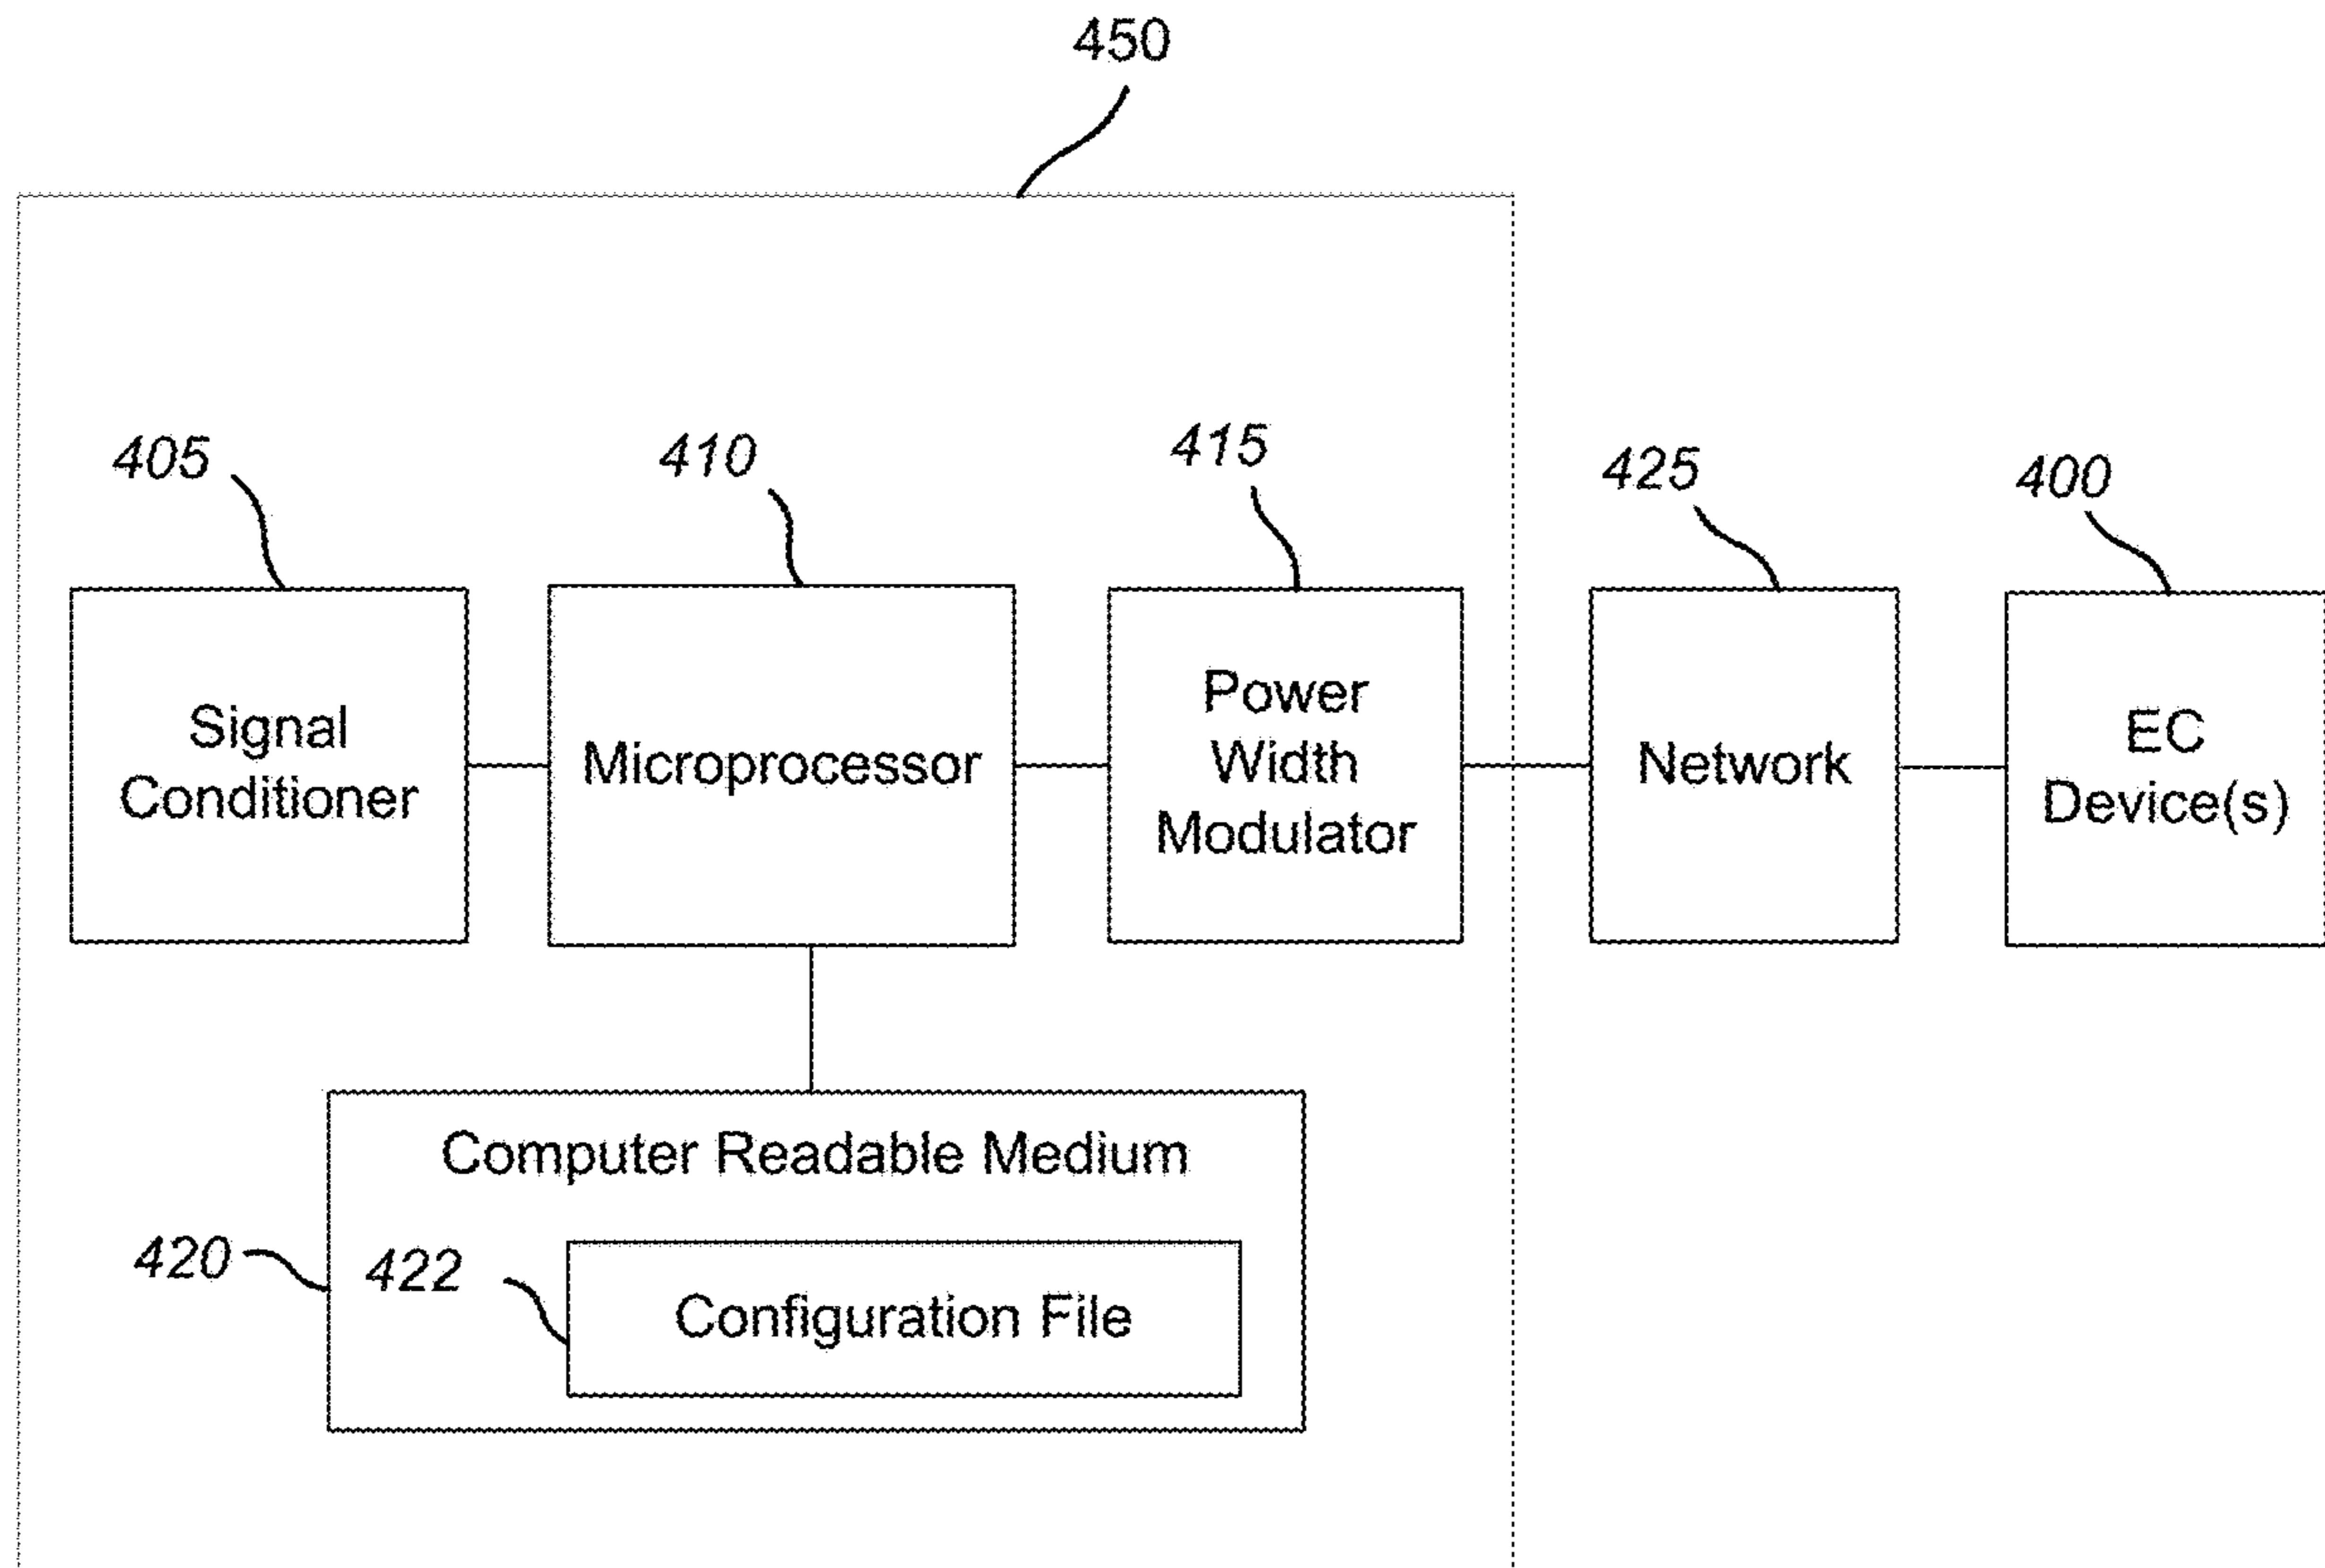 450
405
410
415
425
400
Signal
Conditioner
Microprocessor
Power
Width
Modulator
Network
EC
Device(s)
Computer Readable Medium
420
422
Configuration File